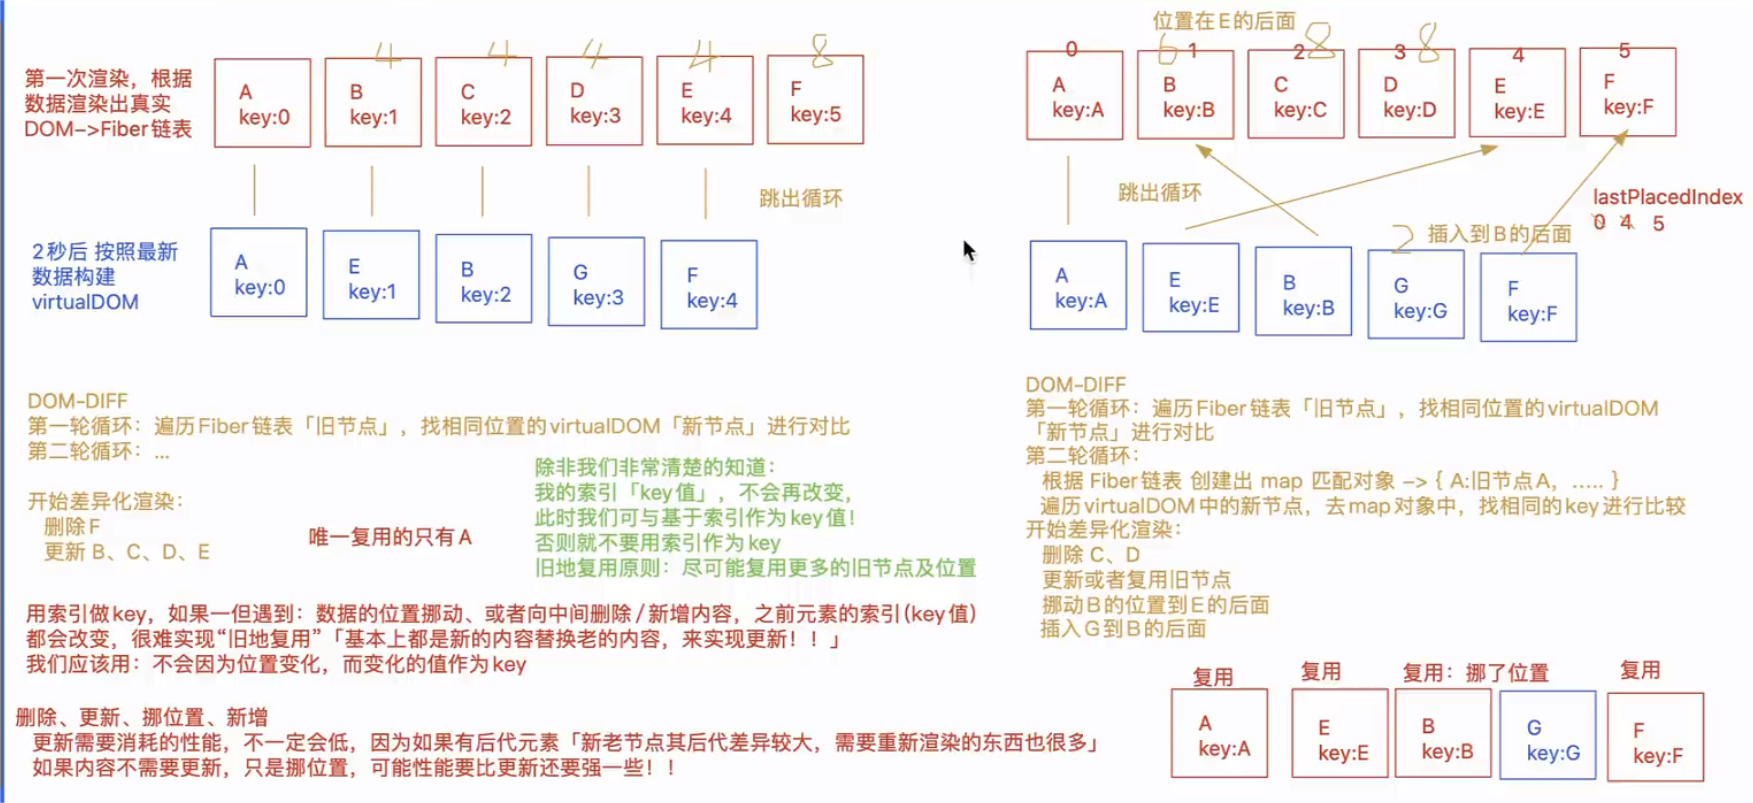 第一次渲染，根据
数据渲染出真实
DOM->Fiber链表
A
key:0
4
B
key:1
4
C
key:2
4
D
key:3
4
E
key:4
8
F
key:5
跳出循环
2秒后 按照最新
数据构建
virtualDOM
A
key:0
E
key:1
B
key:2
G
key:3
F
key:4
DOM-DIFF
第一轮循环：遍历Fiber链表「旧节点」，找相同位置的virtualDOM「新节点」进行对比
第二轮循环：...
开始差异化渲染：
删除F
更新 B、C、D、E
唯一复用的只有A
除非我们非常清楚的知道：
我的索引「key值」，不会再改变，
此时我们可与基于索引作为key值！
否则就不要用索引作为key
旧地复用原则：尽可能复用更多的旧节点及位置
用索引做key，如果一但遇到：数据的位置挪动、或者向中间删除/新增内容，之前元素的索引(key值)
都会改变，很难实现“旧地复用”「基本上都是新的内容替换老的内容，来实现更新！！」
我们应该用：不会因为位置变化，而变化的值作为key
删除、更新、挪位置、新增
更新需要消耗的性能，不一定会低，因为如果有后代元素「新老节点其后代差异较大，需要重新渲染的东西也很多」
如果内容不需要更新，只是挪位置，可能性能要比更新还要强一些！！
位置在E的后面
0
A
key:A
6
1
B
key:B
2
8
C
key:C
3
8
D
key:D
4
E
key:E
5
F
key:F
跳出循环
lastPlacedIndex
0 4 5
2 插入到B的后面
A
key:A
E
key:E
B
key:B
G
key:G
F
key:F
DOM-DIFF
第一轮循环：遍历Fiber链表「旧节点」，找相同位置的virtualDOM
「新节点」进行对比
第二轮循环：
根据 Fiber链表 创建出 map 匹配对象 -> { A:旧节点A，..... }
遍历virtualDOM中的新节点，去map对象中，找相同的key进行比较
开始差异化渲染：
删除 C、D
更新或者复用旧节点
挪动B的位置到E的后面
插入G到B的后面
复用
复用
复用：挪了位置
复用
A
key:A
E
key:E
B
key:B
G
key:G
F
key:F